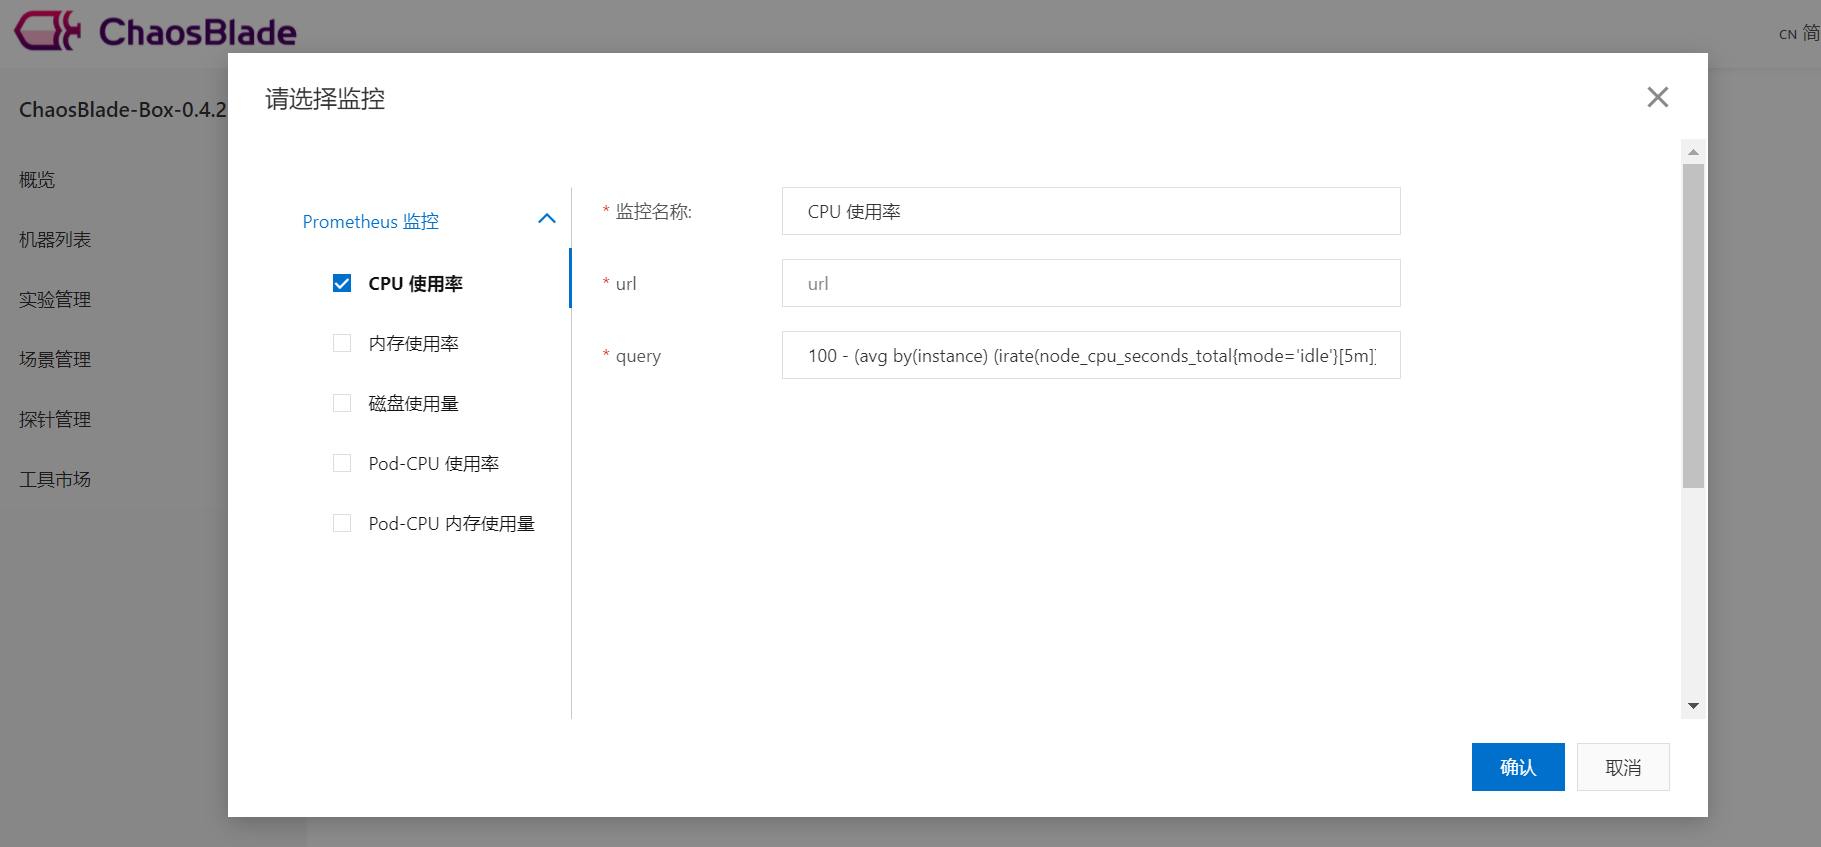 ChaosBlade
CN 简
ChaosBlade-Box-0.4.2
概览
机器列表
实验管理
场景管理
探针管理
工具市场
请选择监控
Prometheus 监控
CPU 使用率
内存使用率
磁盘使用量
Pod-CPU 使用率
Pod-CPU 内存使用量
* 监控名称:
CPU 使用率
* url
url
* query
100 - (avg by(instance) (irate(node_cpu_seconds_total{mode='idle'}[5m])
确认
取消